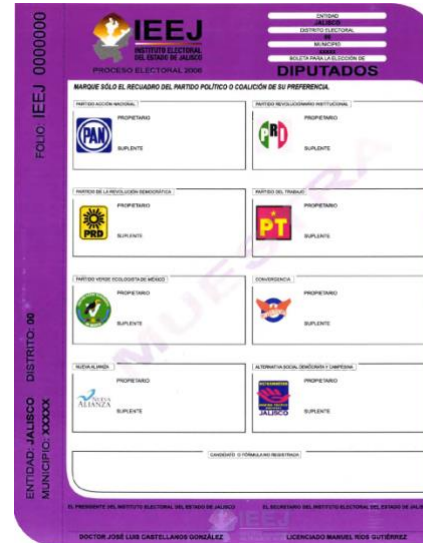 FOLIO: IEEJ 0000000
ENTIDAD: JALISCO DISTRITO: 00
MUNICIPIO: XXXXX
IEEJ
INSTITUTO ELECTORAL
DEL ESTADO DE JALISCO
PROCESO ELECTORAL 2006
ENTIDAD
JALISCO
DISTRITO ELECTORAL
00
MUNICIPIO
XXXXX
BOLETA PARA LA ELECCIÓN DE
DIPUTADOS
MARQUE SÓLO EL RECUADRO DEL PARTIDO POLÍTICO O COALICIÓN DE SU PREFERENCIA.
PARTIDO ACCIÓN NACIONAL
PAN
PROPIETARIO
SUPLENTE
PARTIDO REVOLUCIONARIO INSTITUCIONAL
PRI
PROPIETARIO
SUPLENTE
PARTIDO DE LA REVOLUCIÓN DEMOCRÁTICA
PRD
PROPIETARIO
SUPLENTE
PARTIDO DEL TRABAJO
PT
PROPIETARIO
SUPLENTE
PARTIDO VERDE ECOLOGISTA DE MÉXICO
PROPIETARIO
SUPLENTE
CONVERGENCIA
PROPIETARIO
SUPLENTE
NUEVA ALIANZA
NUEVA
ALIANZA
PROPIETARIO
SUPLENTE
ALTERNATIVA SOCIAL DEMÓCRATA Y CAMPESINA
JALISCO
PROPIETARIO
SUPLENTE
MUESTRA
CANDIDATO O FÓRMULA NO REGISTRADA
EL PRESIDENTE DEL INSTITUTO ELECTORAL DEL ESTADO DE JALISCO
EL SECRETARIO DEL INSTITUTO ELECTORAL DEL ESTADO DE JALISCO
IEEJ
DOCTOR JOSÉ LUIS CASTELLANOS GONZÁLEZ
LICENCIADO MANUEL RÍOS GUTIÉRREZ